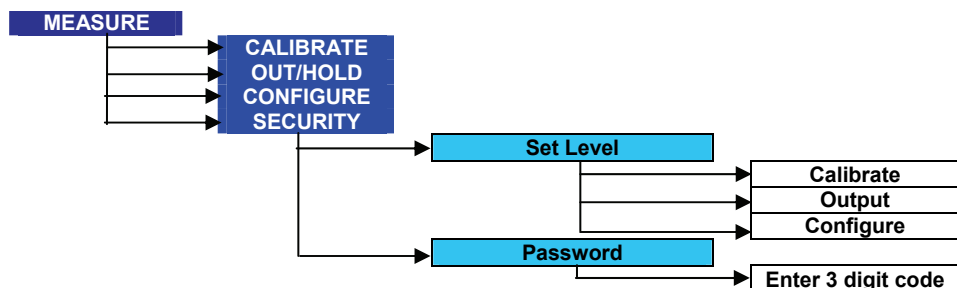 MEASURE
CALIBRATE
OUT/HOLD
CONFIGURE
SECURITY
Set Level
Calibrate
Output
Configure
Password
Enter 3 digit code